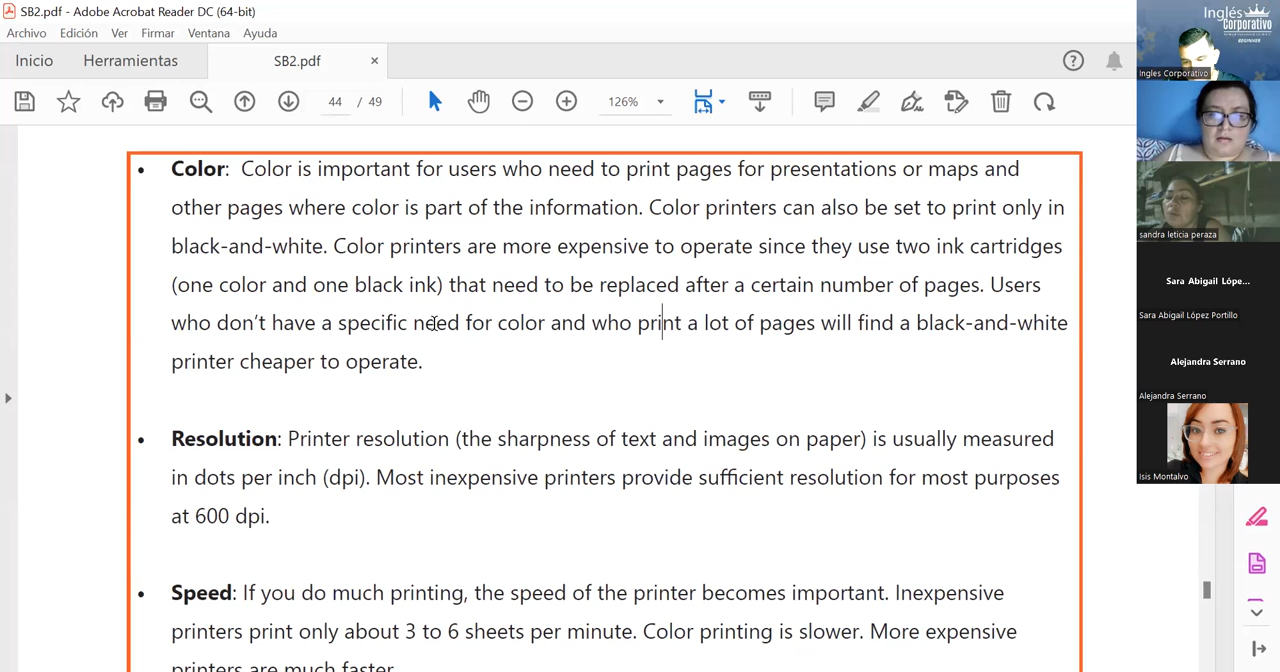 SB2.pdf - Adobe Acrobat Reader DC (64-bit)
Archivo Edición Ver Firmar Ventana Ayuda
Inicio Herramientas SB2.pdf ×
44 / 49 126%
• Color: Color is important for users who need to print pages for presentations or maps and
other pages where color is part of the information. Color printers can also be set to print only in
black-and-white. Color printers are more expensive to operate since they use two ink cartridges
(one color and one black ink) that need to be replaced after a certain number of pages. Users
who don’t have a specific need for color and who print a lot of pages will find a black-and-white
printer cheaper to operate.
• Resolution: Printer resolution (the sharpness of text and images on paper) is usually measured
in dots per inch (dpi). Most inexpensive printers provide sufficient resolution for most purposes
at 600 dpi.
• Speed: If you do much printing, the speed of the printer becomes important. Inexpensive
printers print only about 3 to 6 sheets per minute. Color printing is slower. More expensive
printers are much faster.
Inglés
Corporativo
BEGINNER
Ingles Corporativo
sandra leticia peraza
Sara Abigail Lópe...
Sara Abigail López Portillo
Alejandra Serrano
Alejandra Serrano
Isis Montalvo